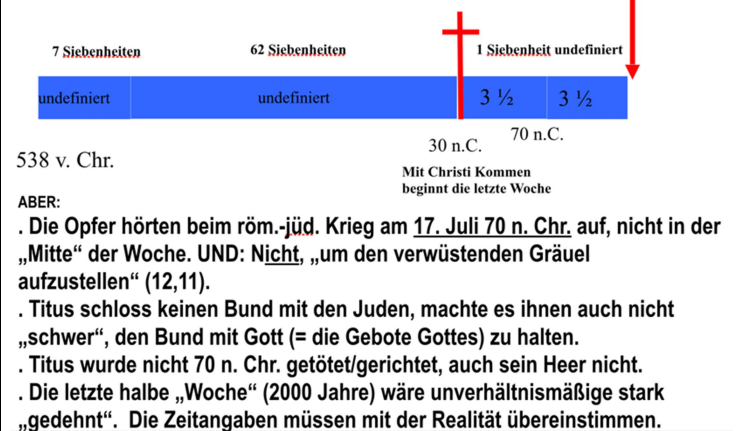 7 Siebenheiten 62 Siebenheiten 1 Siebenheit undefiniert
undefiniert undefiniert 3 ½ 3 ½
30 n.C. 70 n.C.
538 v. Chr.
Mit Christi Kommen
beginnt die letzte Woche
ABER:
. Die Opfer hörten beim röm.-jüd. Krieg am 17. Juli 70 n. Chr. auf, nicht in der
„Mitte“ der Woche. UND: Nicht, „um den verwüstenden Gräuel
aufzustellen“ (12,11).
. Titus schloss keinen Bund mit den Juden, machte es ihnen auch nicht
„schwer“, den Bund mit Gott (= die Gebote Gottes) zu halten.
. Titus wurde nicht 70 n. Chr. getötet/gerichtet, auch sein Heer nicht.
. Die letzte halbe „Woche“ (2000 Jahre) wäre unverhältnismäßige stark
„gedehnt“. Die Zeitangaben müssen mit der Realität übereinstimmen.